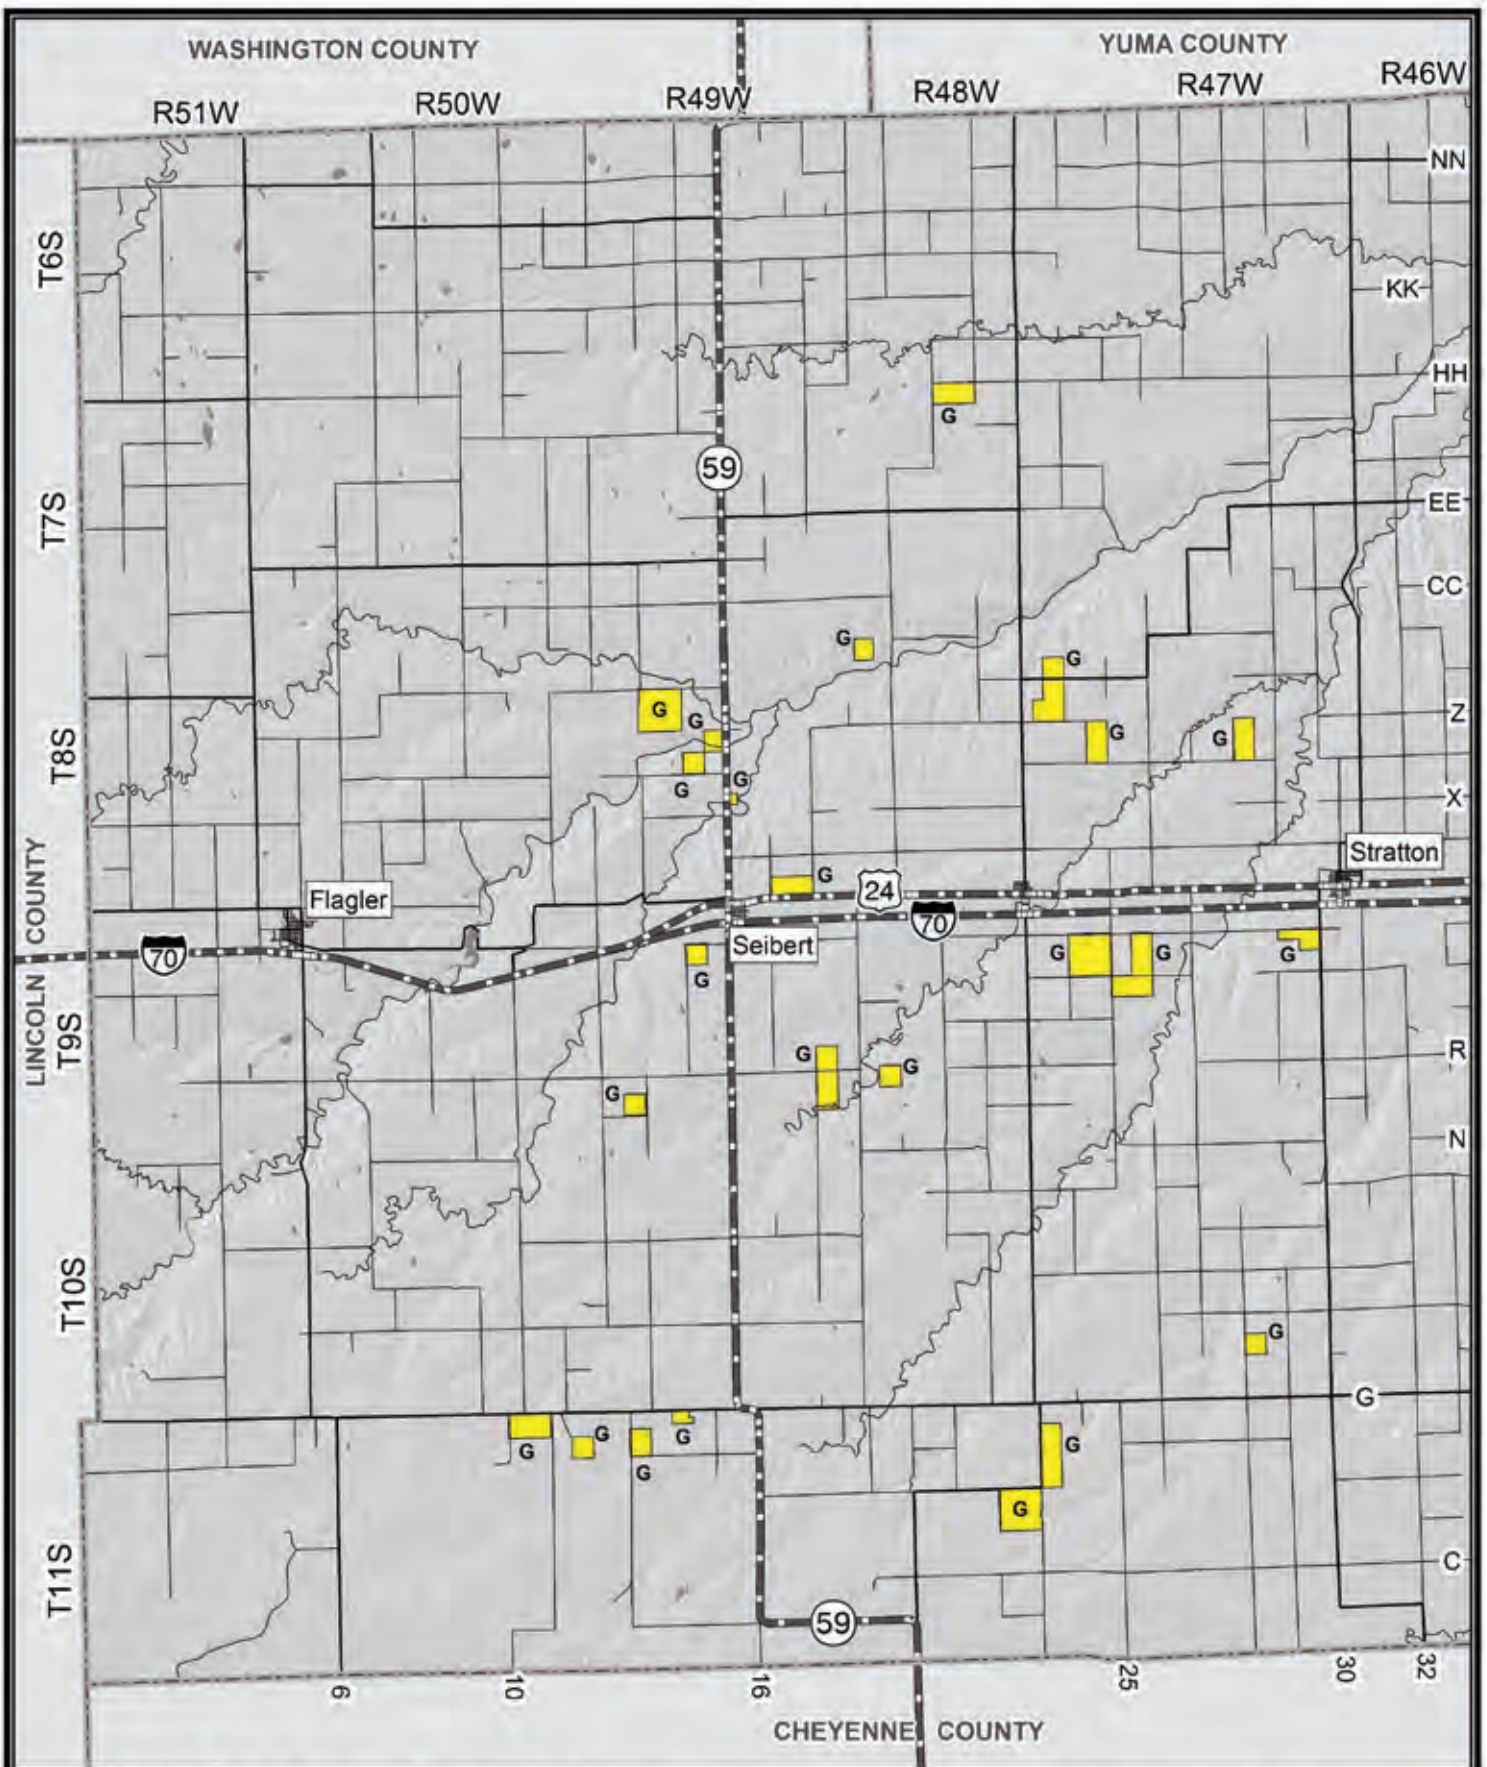 WASHINGTON COUNTY
YUMA COUNTY
R51W
R50W
R49W
R48W
R47W
R46W
NN
T6S
KK
HH
G
59
T7S
EE
CC
G
G
G
G
Z
G
G
T8S
G
G
X
Stratton
G
24
LINCOLN COUNTY
Flagler
70
70
Seibert
G
G
G
G
T9S
R
G
G
G
N
T10S
G
G
G
G
G
G
G
G
T11S
C
59
6
10
16
25
30
32
CHEYENNE COUNTY